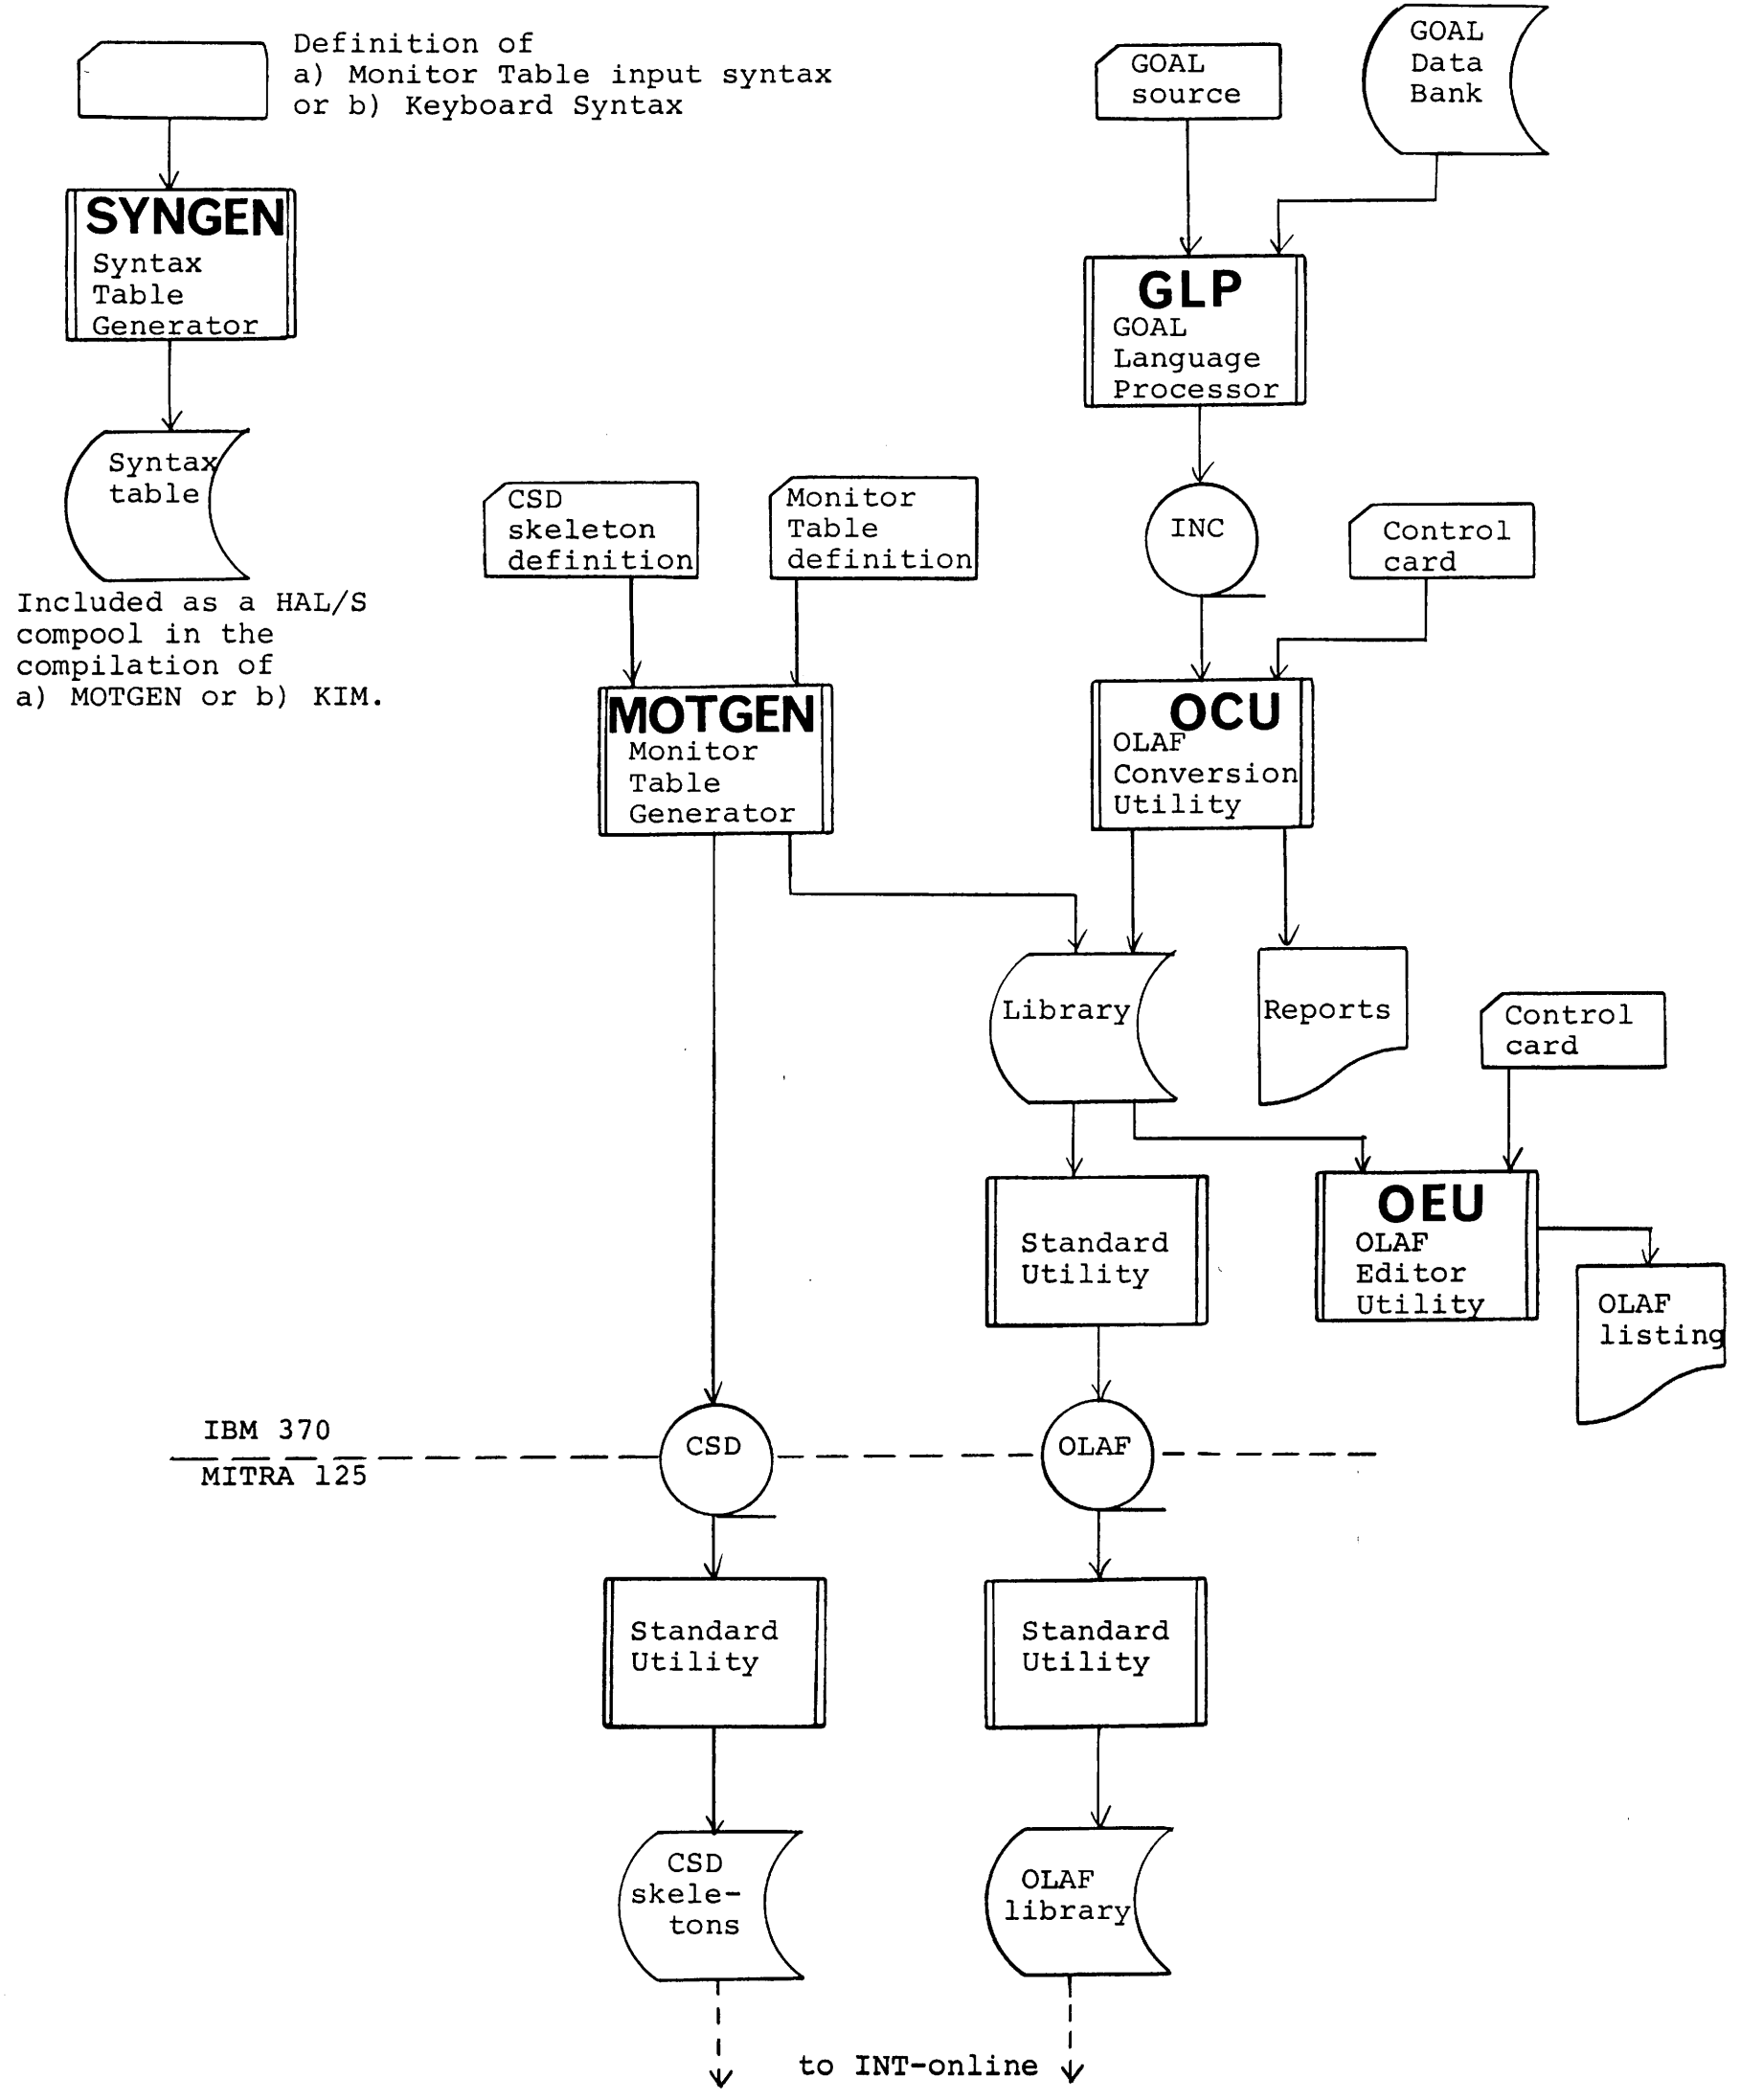 Definition of
a) Monitor Table input syntax
or b) Keyboard Syntax
SYNGEN
Syntax
Table
Generator
Syntax
table
Included as a HAL/S
compool in the
compilation of
a) MOTGEN or b) KIM.
GOAL
source
GOAL
Data
Bank
GLP
GOAL
Language
Processor
INC
Control
card
CSD
skeleton
definition
Monitor
Table
definition
MOTGEN
Monitor
Table
Generator
OCU
OLAF
Conversion
Utility
Library
Reports
Control
card
Standard
Utility
OEU
OLAF
Editor
Utility
OLAF
listing
IBM 370
MITRA 125
CSD
OLAF
Standard
Utility
Standard
Utility
CSD
skele-
tons
OLAF
library
to INT-online